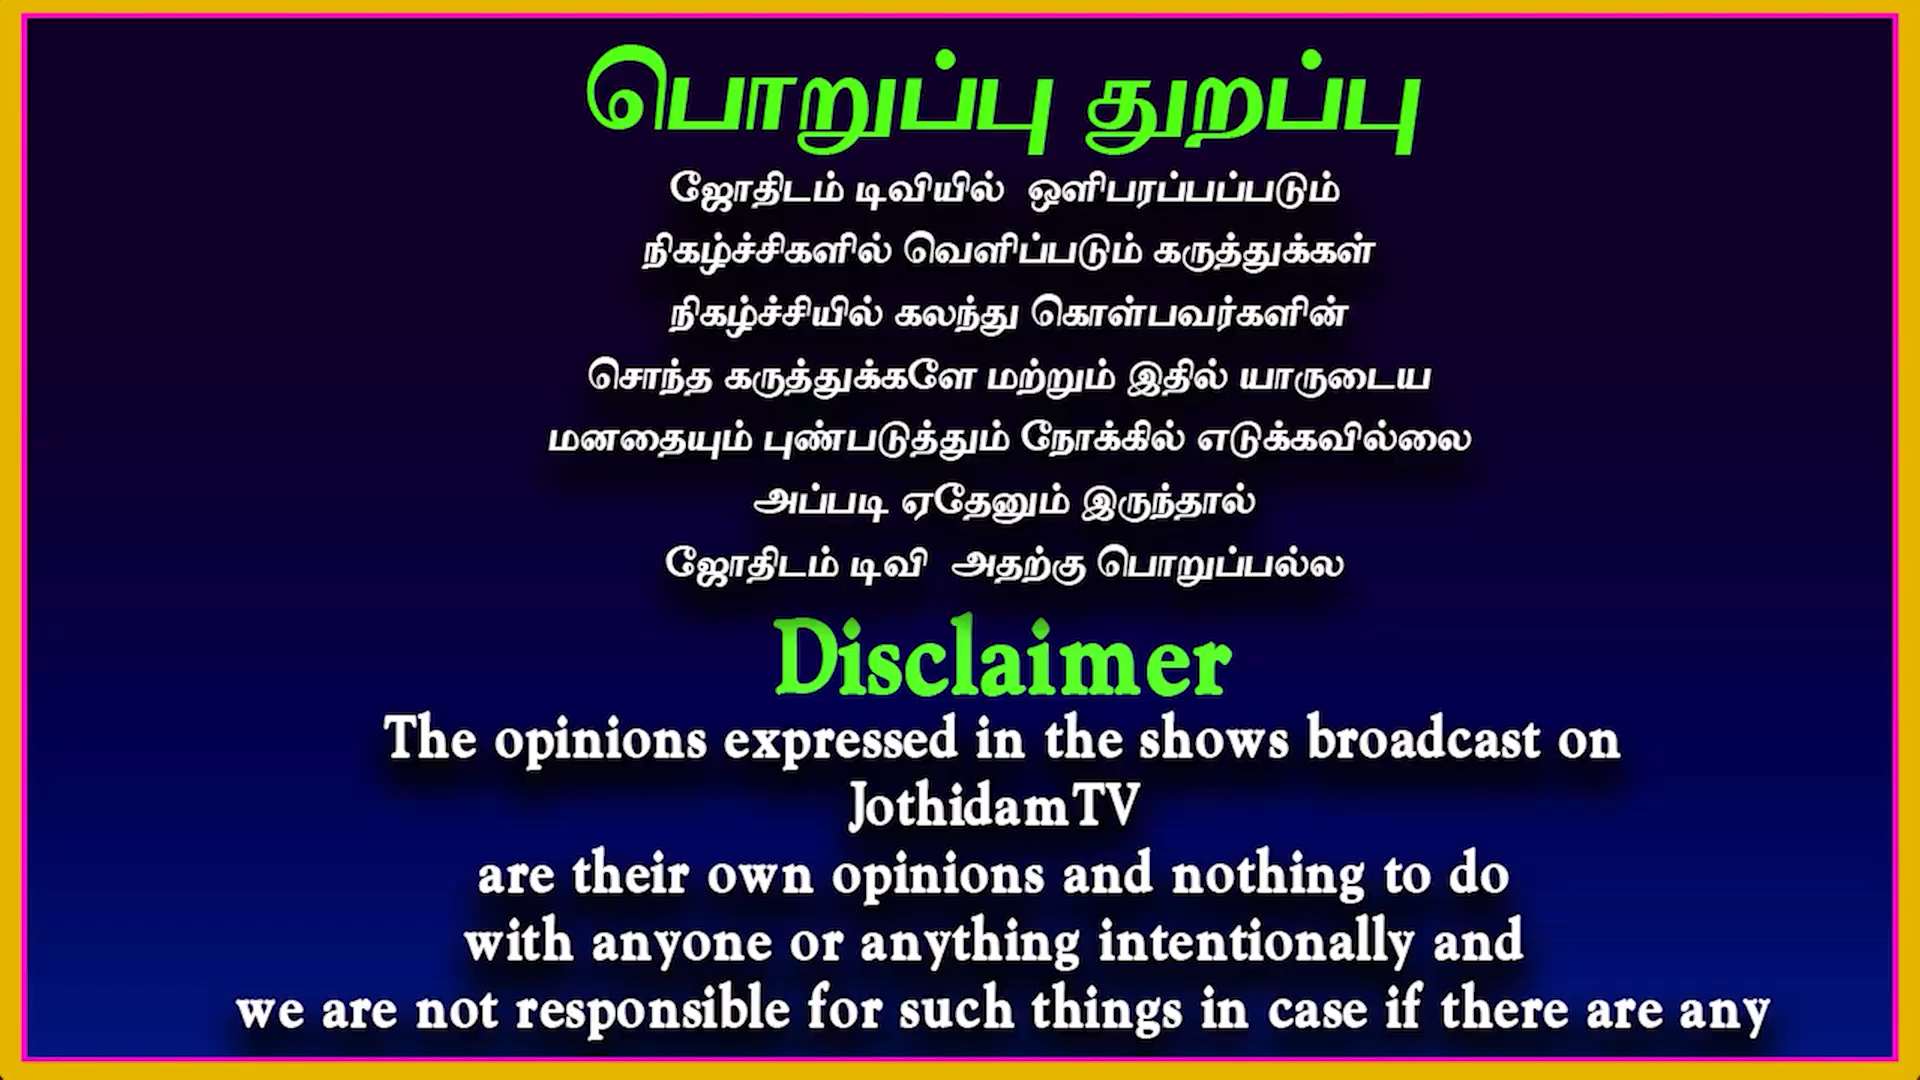 பொறுப்பு துறப்பு
ஜோதிடம் டிவியில் ஒளிபரப்பப்படும்
நிகழ்ச்சிகளில் வெளிப்படும் கருத்துக்கள்
நிகழ்ச்சியில் கலந்து கொள்பவர்களின்
சொந்த கருத்துக்களே மற்றும் இதில் யாருடைய
மனதையும் புண்படுத்தும் நோக்கில் எடுக்கவில்லை
அப்படி ஏதேனும் இருந்தால்
ஜோதிடம் டிவி அதற்கு பொறுப்பல்ல
Disclaimer
The opinions expressed in the shows broadcast on
JothidamTV
are their own opinions and nothing to do
with anyone or anything intentionally and
we are not responsible for such things in case if there are any